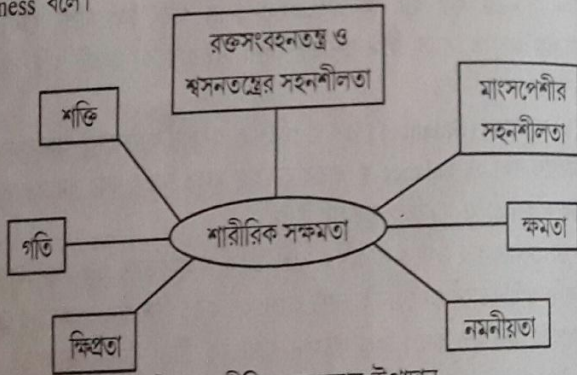 ness বলে।
রক্তসংবহনতন্ত্র ও
শ্বসনতন্ত্রের সহনশীলতা
শক্তি
মাংসপেশীর
সহনশীলতা
শারীরিক সক্ষমতা
গতি
ক্ষমতা
ক্ষিপ্রতা
নমনীয়তা